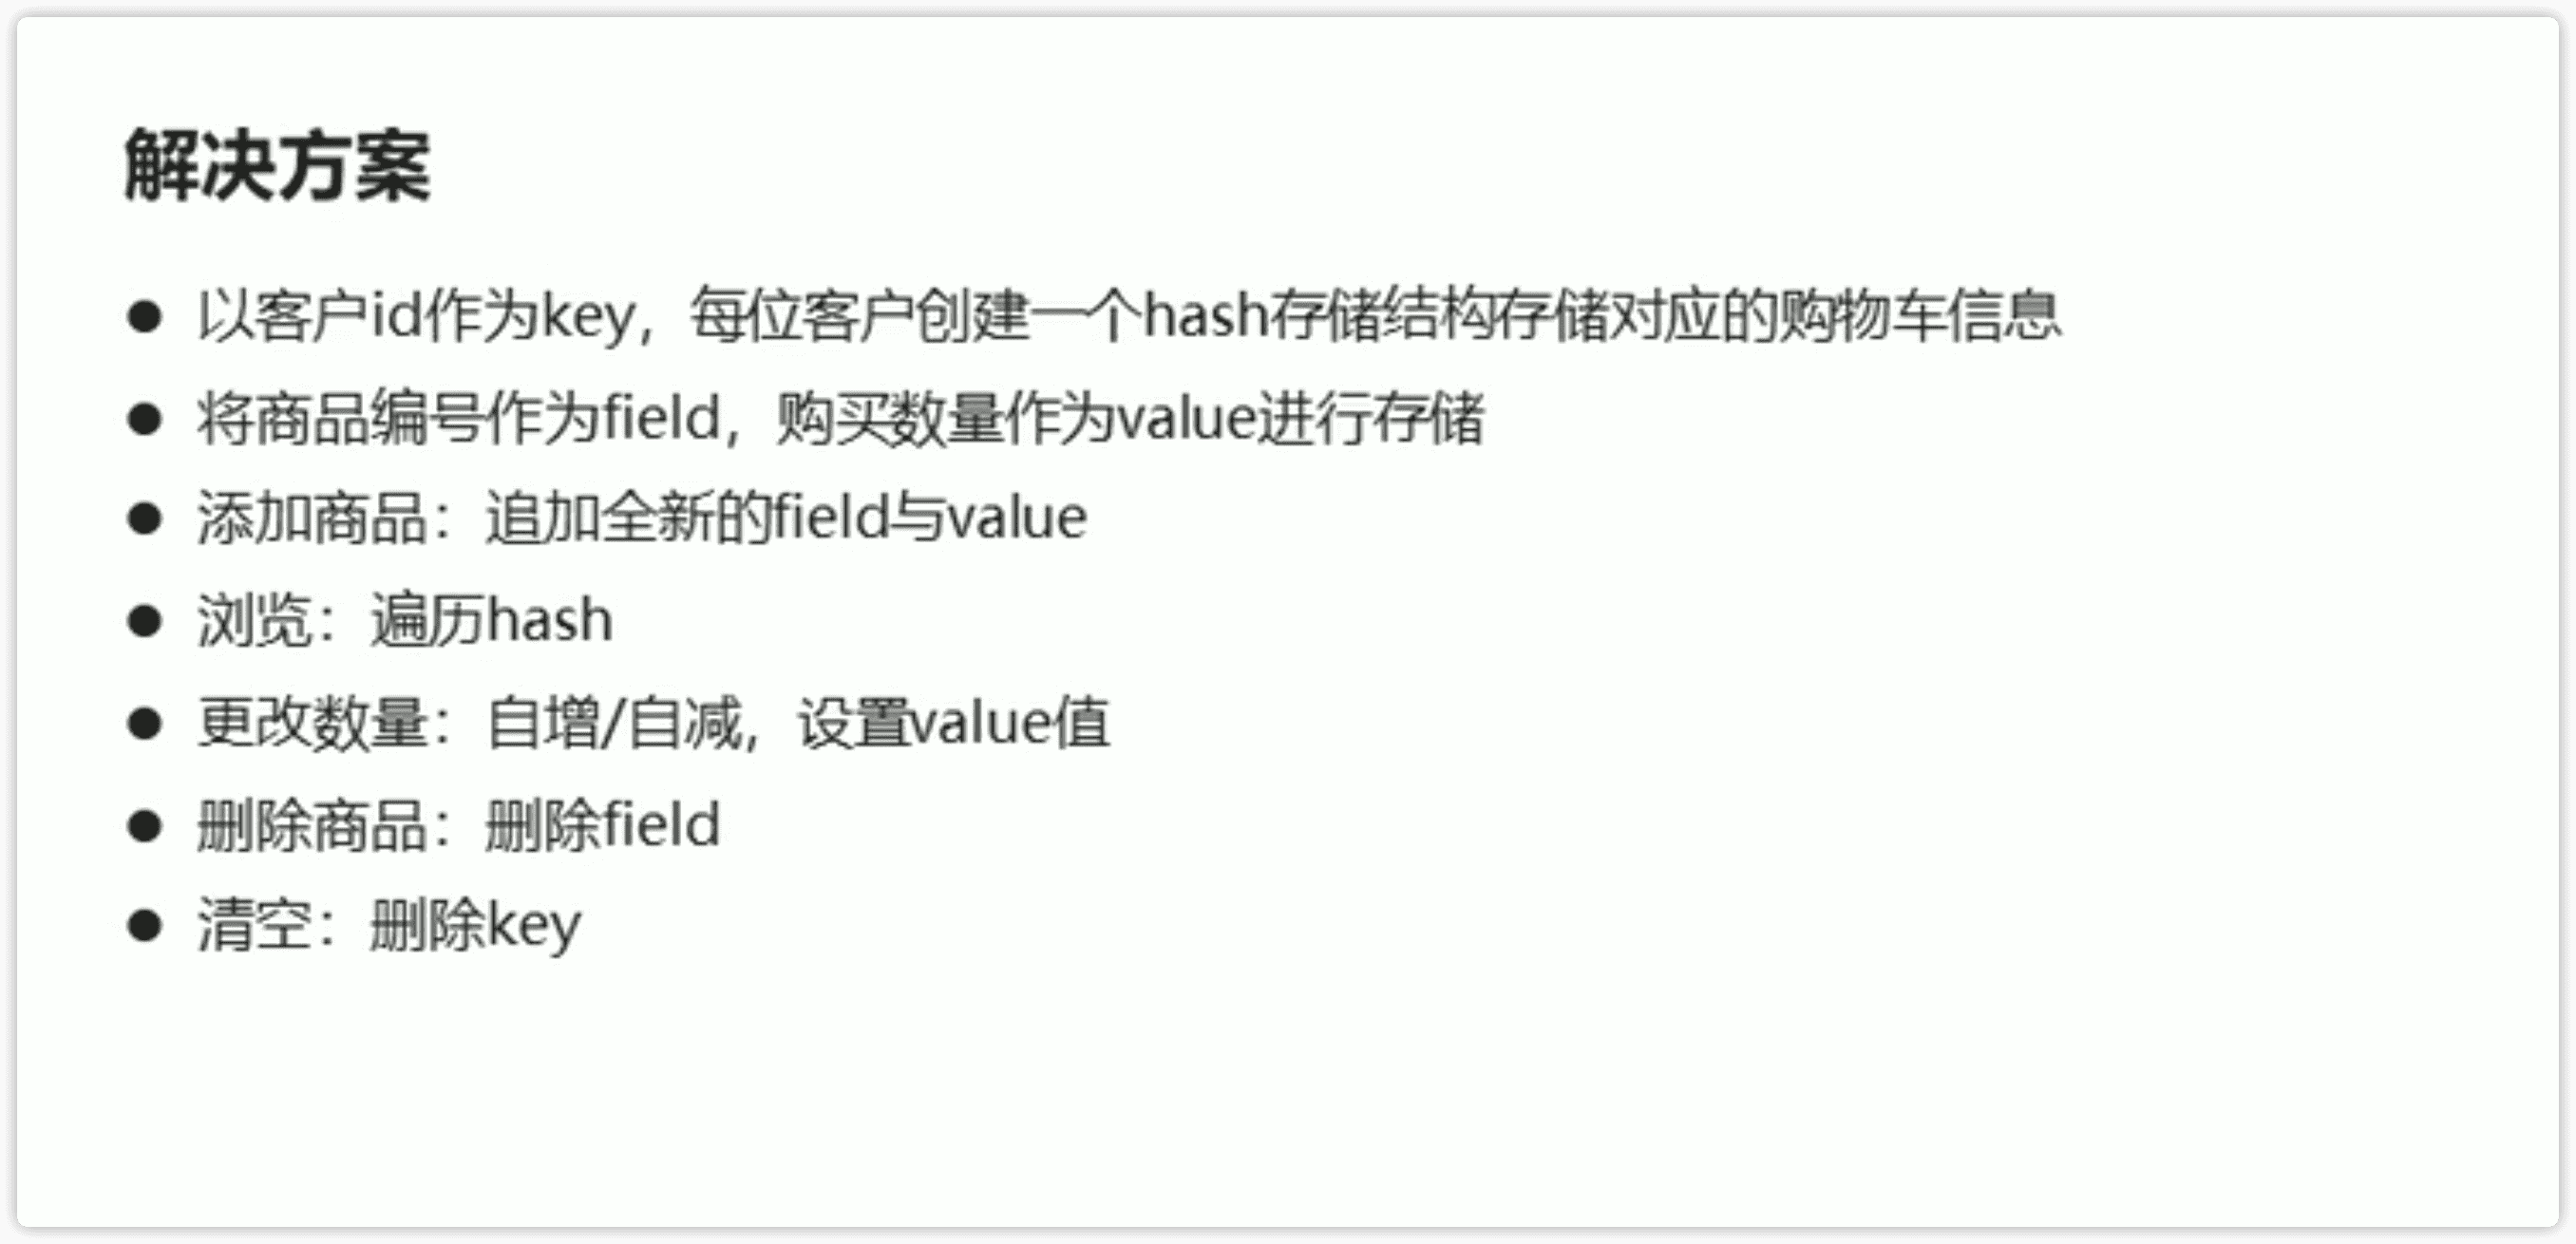 解决方案
● 以客户id作为key，每位客户创建一个hash存储结构存储对应的购物车信息
● 将商品编号作为field，购买数量作为value进行存储
● 添加商品：追加全新的field与value
● 浏览：遍历hash
● 更改数量：自增/自减，设置value值
● 删除商品：删除field
● 清空：删除key